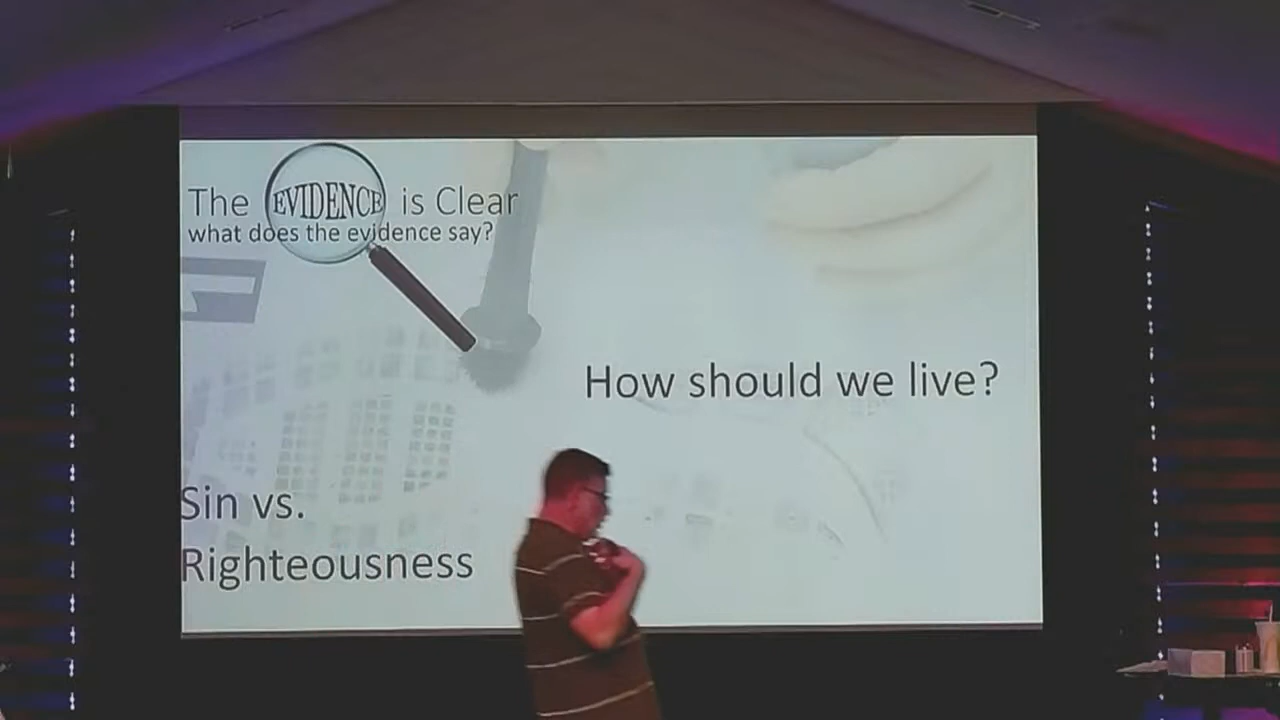 The EVIDENCE is Clear
what does the evidence say?
How should we live?
Sin vs.
Righteousness